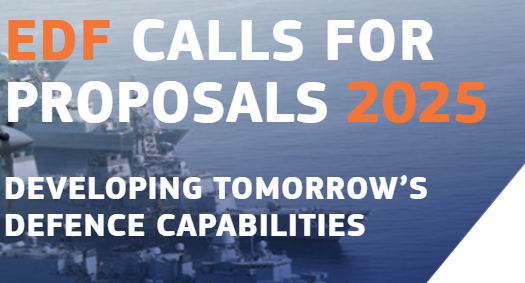 EDF CALLS FOR
PROPOSALS 2025
DEVELOPING TOMORROW’S
DEFENCE CAPABILITIES